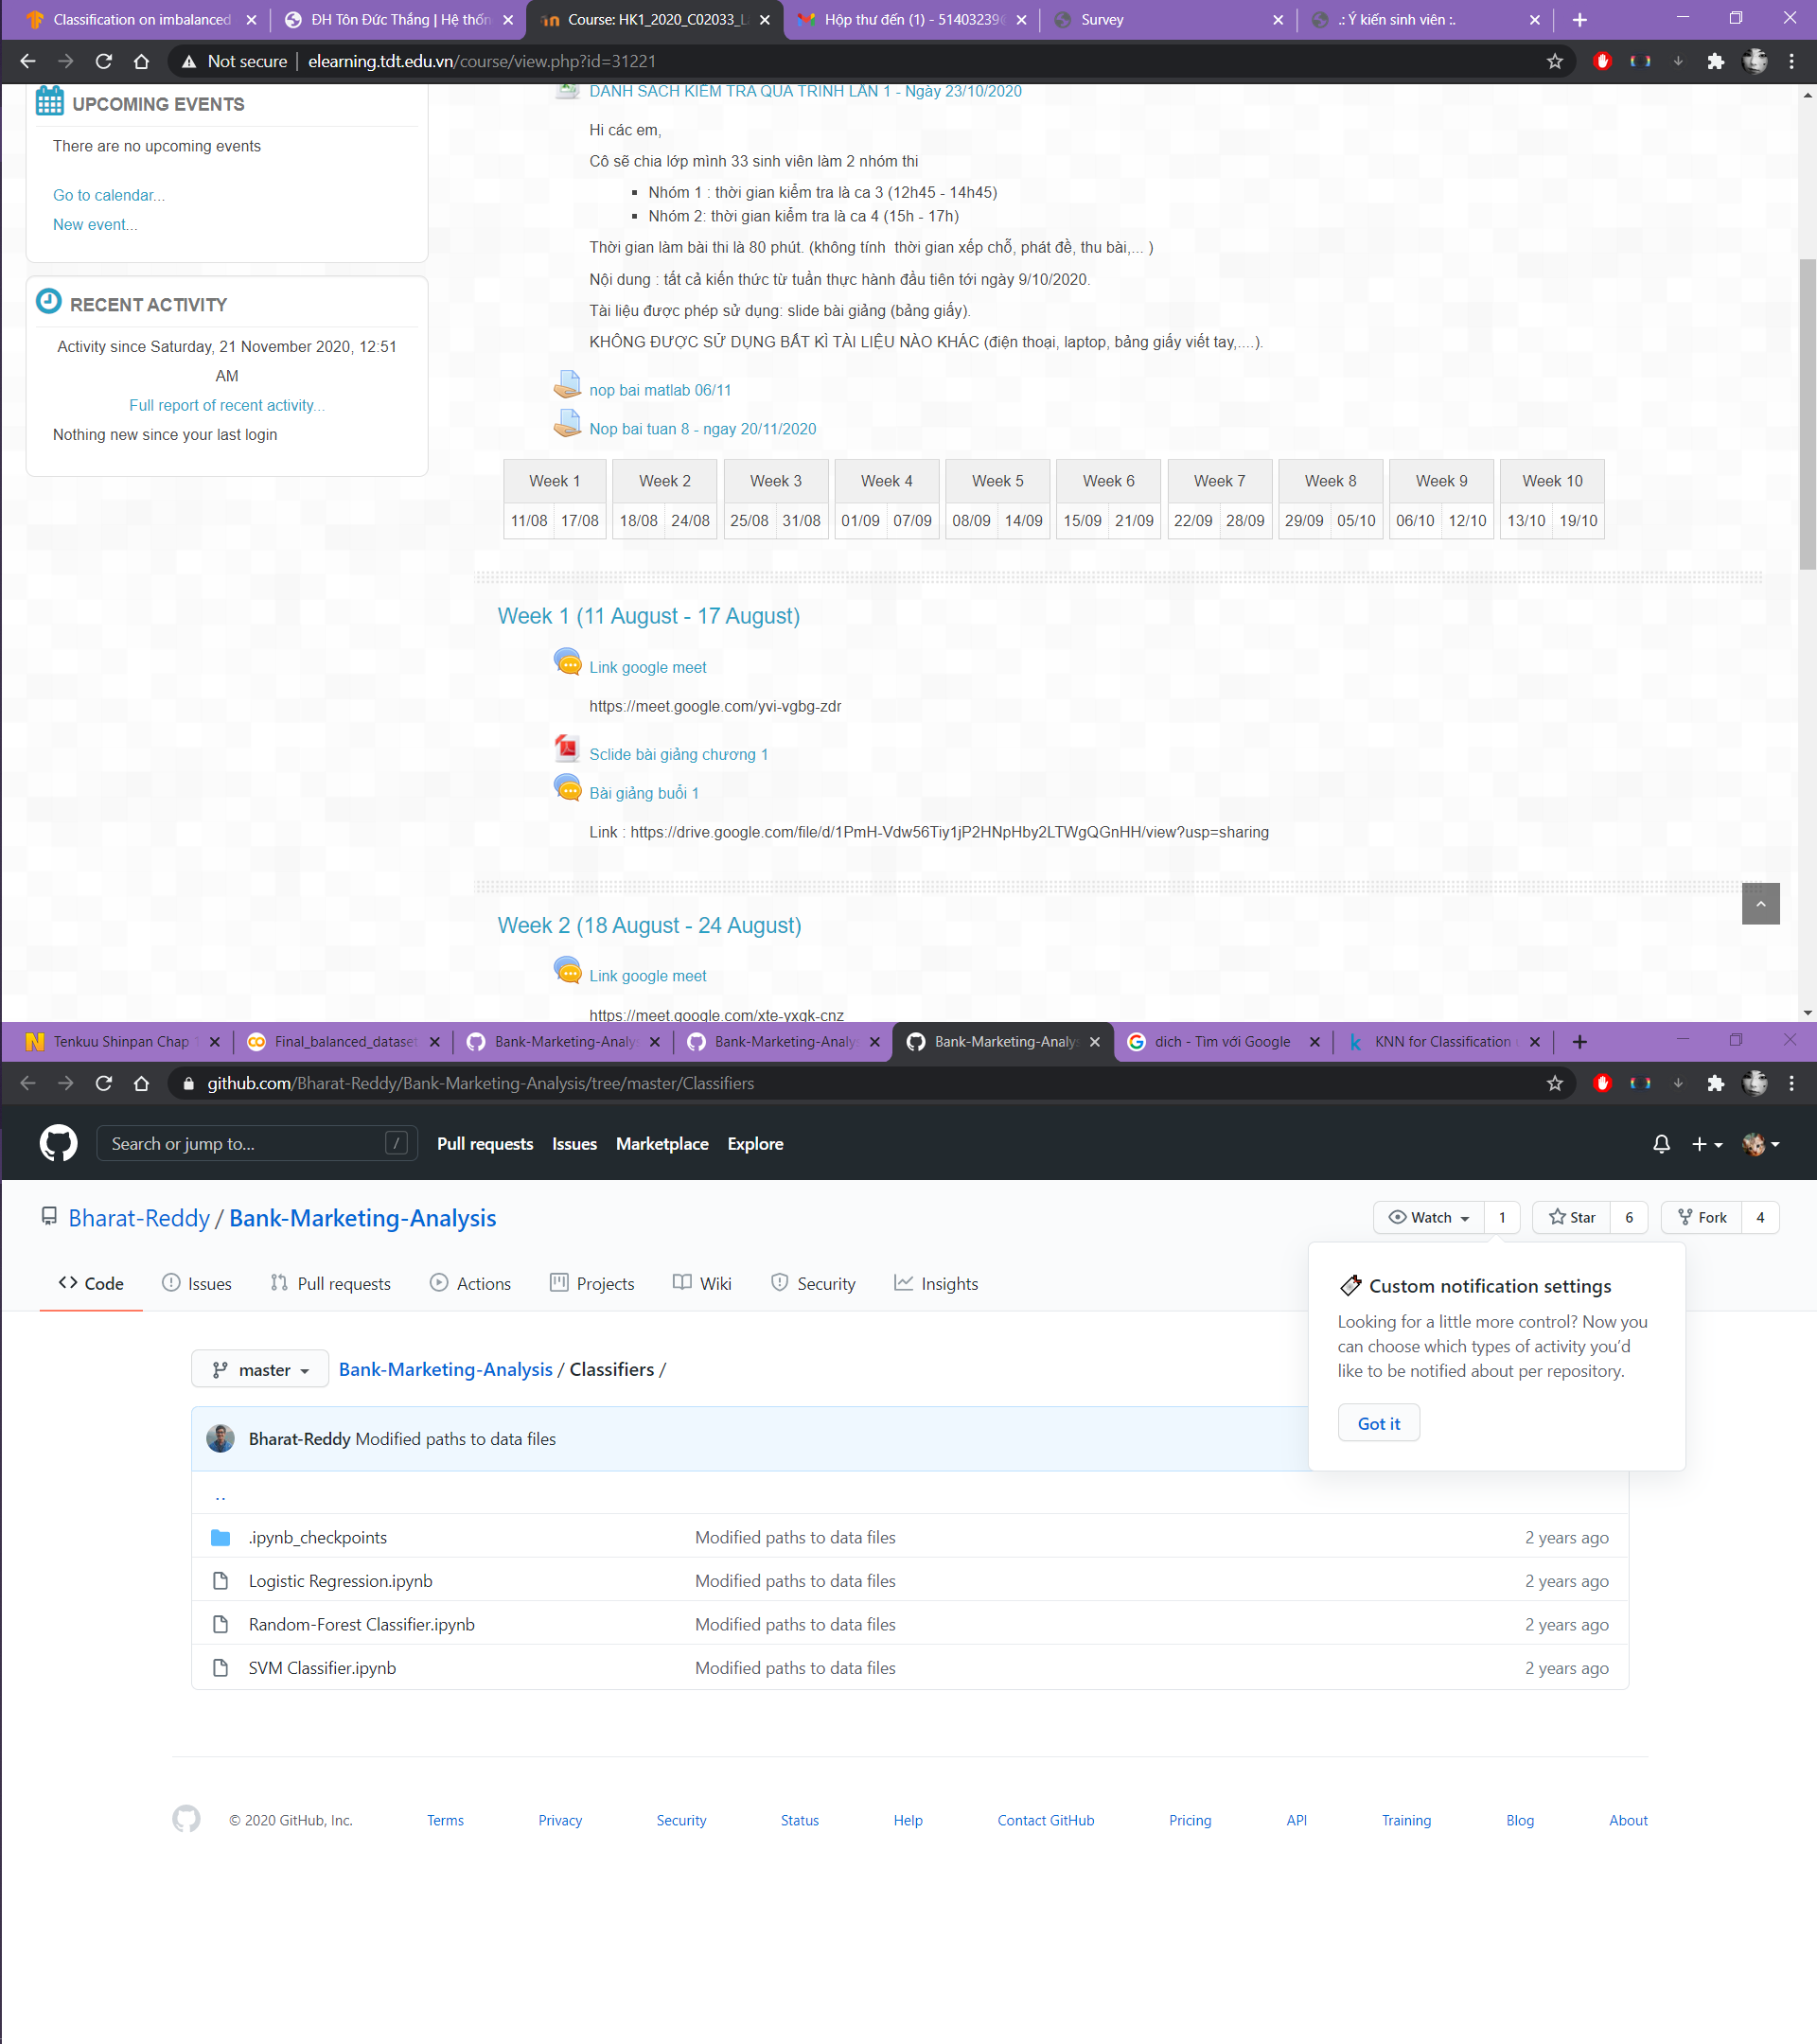 Classification on imbalanced
ĐH Tôn Đức Thắng | Hệ thốn
Course: HK1_2020_C02033_L
Hộp thư đến (1) - 51403239@
Survey
.: Ý kiến sinh viên :.
Not secure | elearning.tdt.edu.vn/course/view.php?id=31221
UPCOMING EVENTS
There are no upcoming events
Go to calendar...
New event...
RECENT ACTIVITY
Activity since Saturday, 21 November 2020, 12:51
AM
Full report of recent activity...
Nothing new since your last login
DANH SÁCH KIỂM TRA QUÁ TRÌNH LẦN 1 - Ngày 23/10/2020
Hi các em,
Cô sẽ chia lớp mình 33 sinh viên làm 2 nhóm thi
Nhóm 1 : thời gian kiểm tra là ca 3 (12h45 - 14h45)
Nhóm 2: thời gian kiểm tra là ca 4 (15h - 17h)
Thời gian làm bài thi là 80 phút. (không tính  thời gian xếp chỗ, phát đề, thu bài,... )
Nội dung : tất cả kiến thức từ tuần thực hành đầu tiên tới ngày 9/10/2020.
Tài liệu được phép sử dụng: slide bài giảng (bảng giấy).
KHÔNG ĐƯỢC SỬ DỤNG BẤT KÌ TÀI LIỆU NÀO KHÁC (điện thoại, laptop, bảng giấy viết tay,....).
nop bai matlab 06/11
Nop bai tuan 8 - ngay 20/11/2020
Week 1 Week 2 Week 3 Week 4 Week 5 Week 6 Week 7 Week 8 Week 9 Week 10
11/08 17/08 18/08 24/08 25/08 31/08 01/09 07/09 08/09 14/09 15/09 21/09 22/09 28/09 29/09 05/10 06/10 12/10 13/10 19/10
Week 1 (11 August - 17 August)
Link google meet
https://meet.google.com/yvi-vgbg-zdr
Sclide bài giảng chương 1
Bài giảng buổi 1
Link : https://drive.google.com/file/d/1PmH-Vdw56Tiy1jP2HNpHby2LTWgQGnHH/view?usp=sharing
Week 2 (18 August - 24 August)
Link google meet
https://meet.google.com/xte-yxqk-cnz
Tenkuu Shinpan Chap 1
Final_balanced_dataset.
Bank-Marketing-Analys
Bank-Marketing-Analys
Bank-Marketing-Analys
dich - Tìm với Google
KNN for Classification
github.com/Bharat-Reddy/Bank-Marketing-Analysis/tree/master/Classifiers
Search or jump to... /
Pull requests Issues Marketplace Explore
Bharat-Reddy / Bank-Marketing-Analysis
Watch 1 Star 6 Fork 4
Code Issues Pull requests Actions Projects Wiki Security Insights
Custom notification settings
Looking for a little more control? Now you
can choose which types of activity you'd
like to be notified about per repository.
Got it
master Bank-Marketing-Analysis / Classifiers /
Bharat-Reddy Modified paths to data files
..
.ipynb_checkpoints Modified paths to data files 2 years ago
Logistic Regression.ipynb Modified paths to data files 2 years ago
Random-Forest Classifier.ipynb Modified paths to data files 2 years ago
SVM Classifier.ipynb Modified paths to data files 2 years ago
© 2020 GitHub, Inc. Terms Privacy Security Status Help Contact GitHub Pricing API Training Blog About